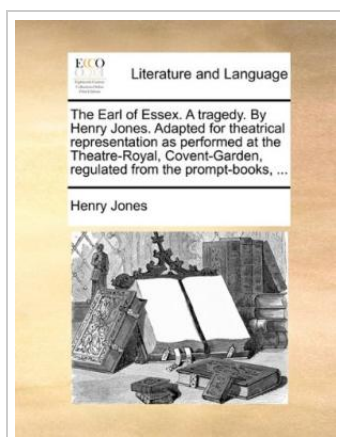 ECCO
Literature and Language
The Earl of Essex. A tragedy. By
Henry Jones. Adapted for theatrical
representation as performed at the
Theatre-Royal, Covent-Garden,
regulated from the prompt-books, ...
Henry Jones